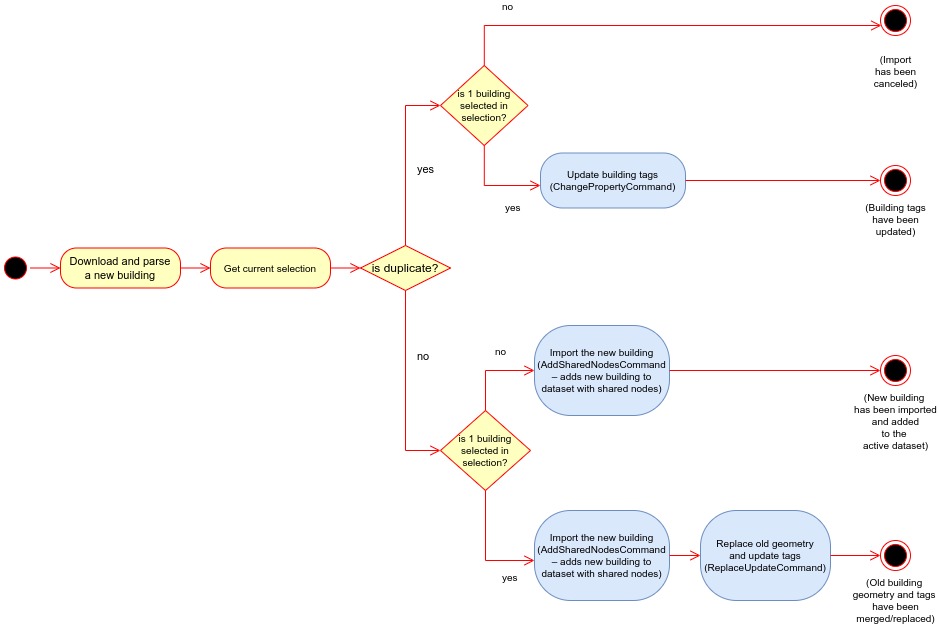 no
(Import
has been
canceled)
is 1 building
selected in
selection?
yes
Update building tags
(ChangePropertyCommand)
yes
(Building tags
have been
updated)
Download and parse
a new building
Get current selection
is duplicate?
no
no
Import the new building
(AddSharedNodesCommand
– adds new building to
dataset with shared nodes)
(New building
has been imported
and added
to the
active dataset)
is 1 building
selected in
selection?
yes
Import the new building
(AddSharedNodesCommand
– adds new building to
dataset with shared nodes)
Replace old geometry
and update tags
(ReplaceUpdateCommand)
(Old building
geometry and tags
have been
merged/replaced)